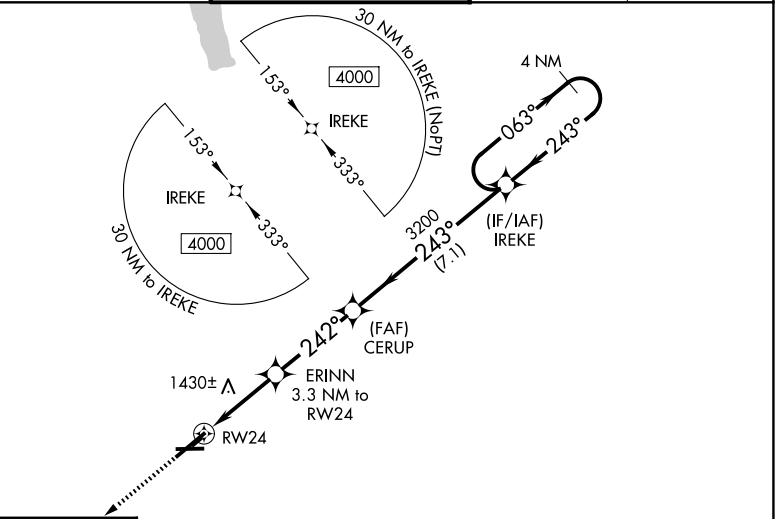 30 NM to IREKE (NoPT)
4000
153°
IREKE
333°
153°
IREKE
333°
4000
30 NM to IREKE
4 NM
063°
243°
(IF/IAF)
IREKE
3200
243°
(7.1)
(FAF)
CERUP
242°
ERINN
3.3 NM to
RW24
1430±
RW24